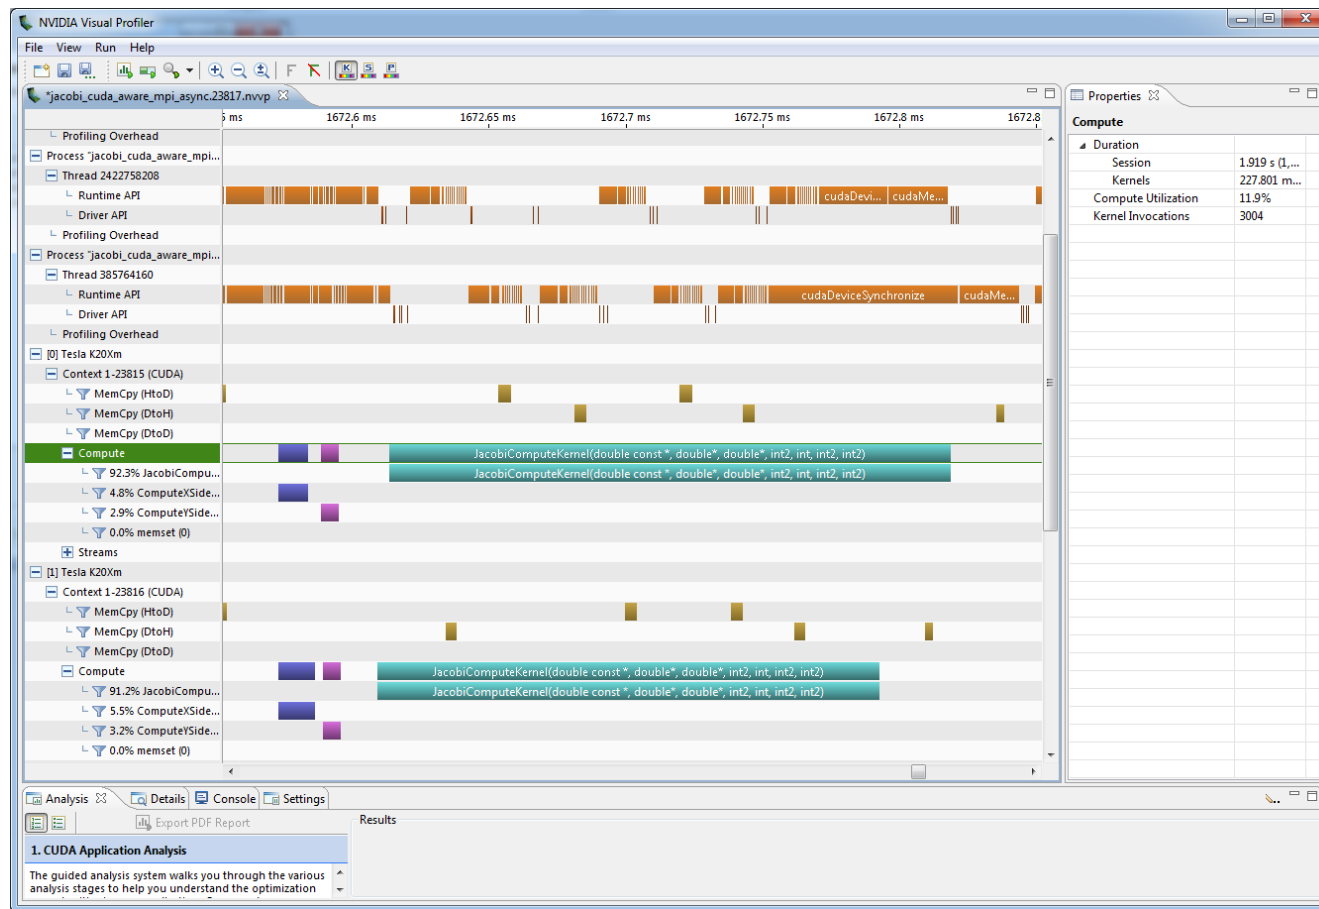 NVIDIA Visual Profiler
File View Run Help
*jacobi_cuda_aware_mpi_async.23817.nvvp
5 ms 1672.6 ms 1672.65 ms 1672.7 ms 1672.75 ms 1672.8 ms 1672.8
Profiling Overhead
Process "jacobi_cuda_aware_mpi...
Thread 2422758208
Runtime API cudaDevi... cudaMe...
Driver API
Profiling Overhead
Process "jacobi_cuda_aware_mpi...
Thread 385764160
Runtime API cudaDeviceSynchronize cudaMe...
Driver API
Profiling Overhead
[0] Tesla K20Xm
Context 1-23815 (CUDA)
MemCpy (HtoD)
MemCpy (DtoH)
MemCpy (DtoD)
Compute JacobiComputeKernel(double const *, double*, double*, int2, int, int2, int2)
92.3% JacobiCompu... JacobiComputeKernel(double const *, double*, double*, int2, int, int2, int2)
4.8% ComputeXSide...
2.9% ComputeYSide...
0.0% memset (0)
Streams
[1] Tesla K20Xm
Context 1-23816 (CUDA)
MemCpy (HtoD)
MemCpy (DtoH)
MemCpy (DtoD)
Compute JacobiComputeKernel(double const *, double*, double*, int2, int, int2, int2)
91.2% JacobiCompu... JacobiComputeKernel(double const *, double*, double*, int2, int, int2, int2)
5.5% ComputeXSide...
3.2% ComputeYSide...
0.0% memset (0)
Properties
Compute
Duration
Session 1.919 s (1,...
Kernels 227.801 m...
Compute Utilization 11.9%
Kernel Invocations 3004
Analysis Details Console Settings
Export PDF Report
Results
1. CUDA Application Analysis
The guided analysis system walks you through the various
analysis stages to help you understand the optimization